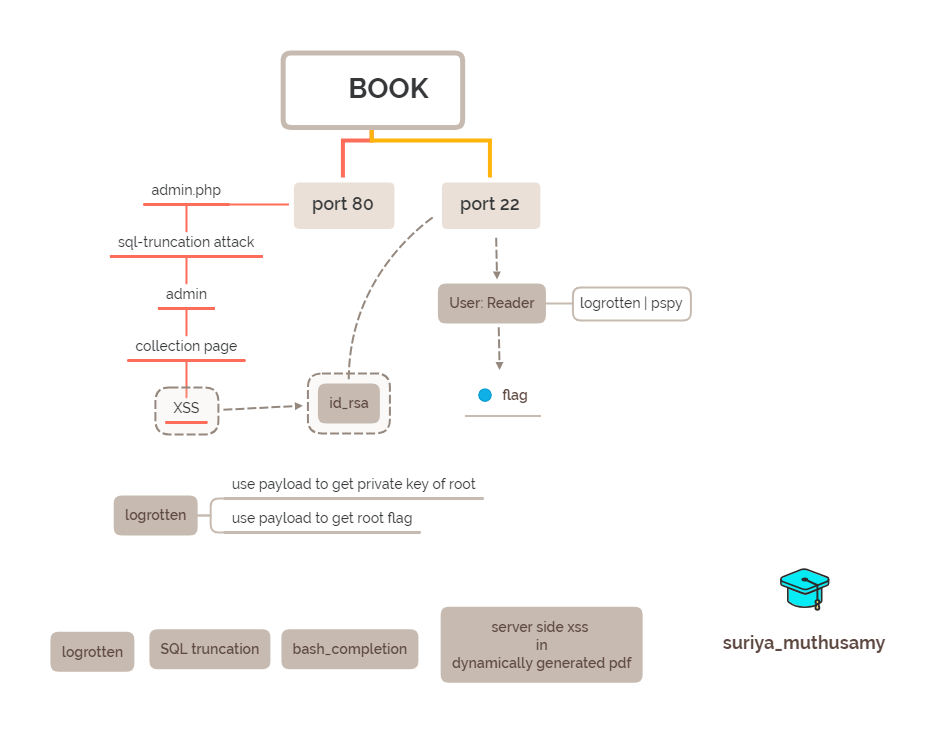 BOOK
port 80
port 22
admin.php
sql-truncation attack
admin
collection page
XSS
id_rsa
User: Reader
logrotten | pspy
flag
logrotten
use payload to get private key of root
use payload to get root flag
logrotten
SQL truncation
bash_completion
server side xss
in
dynamically generated pdf
suriya_muthusamy